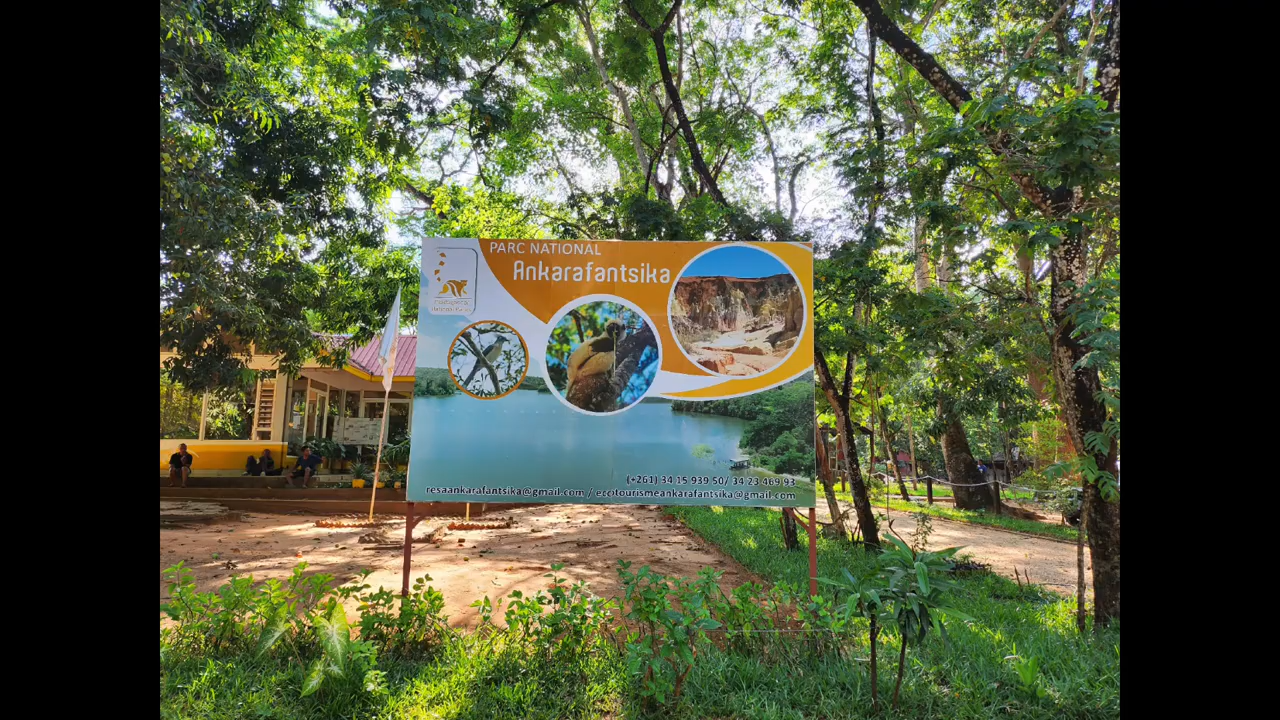 PARC NATIONAL
Ankarafantsika
(+261) 34 15 939 50/ 34 23 469 93
resaankarafantsika@gmail.com / ecotourismeankarafantsika@gmail.com